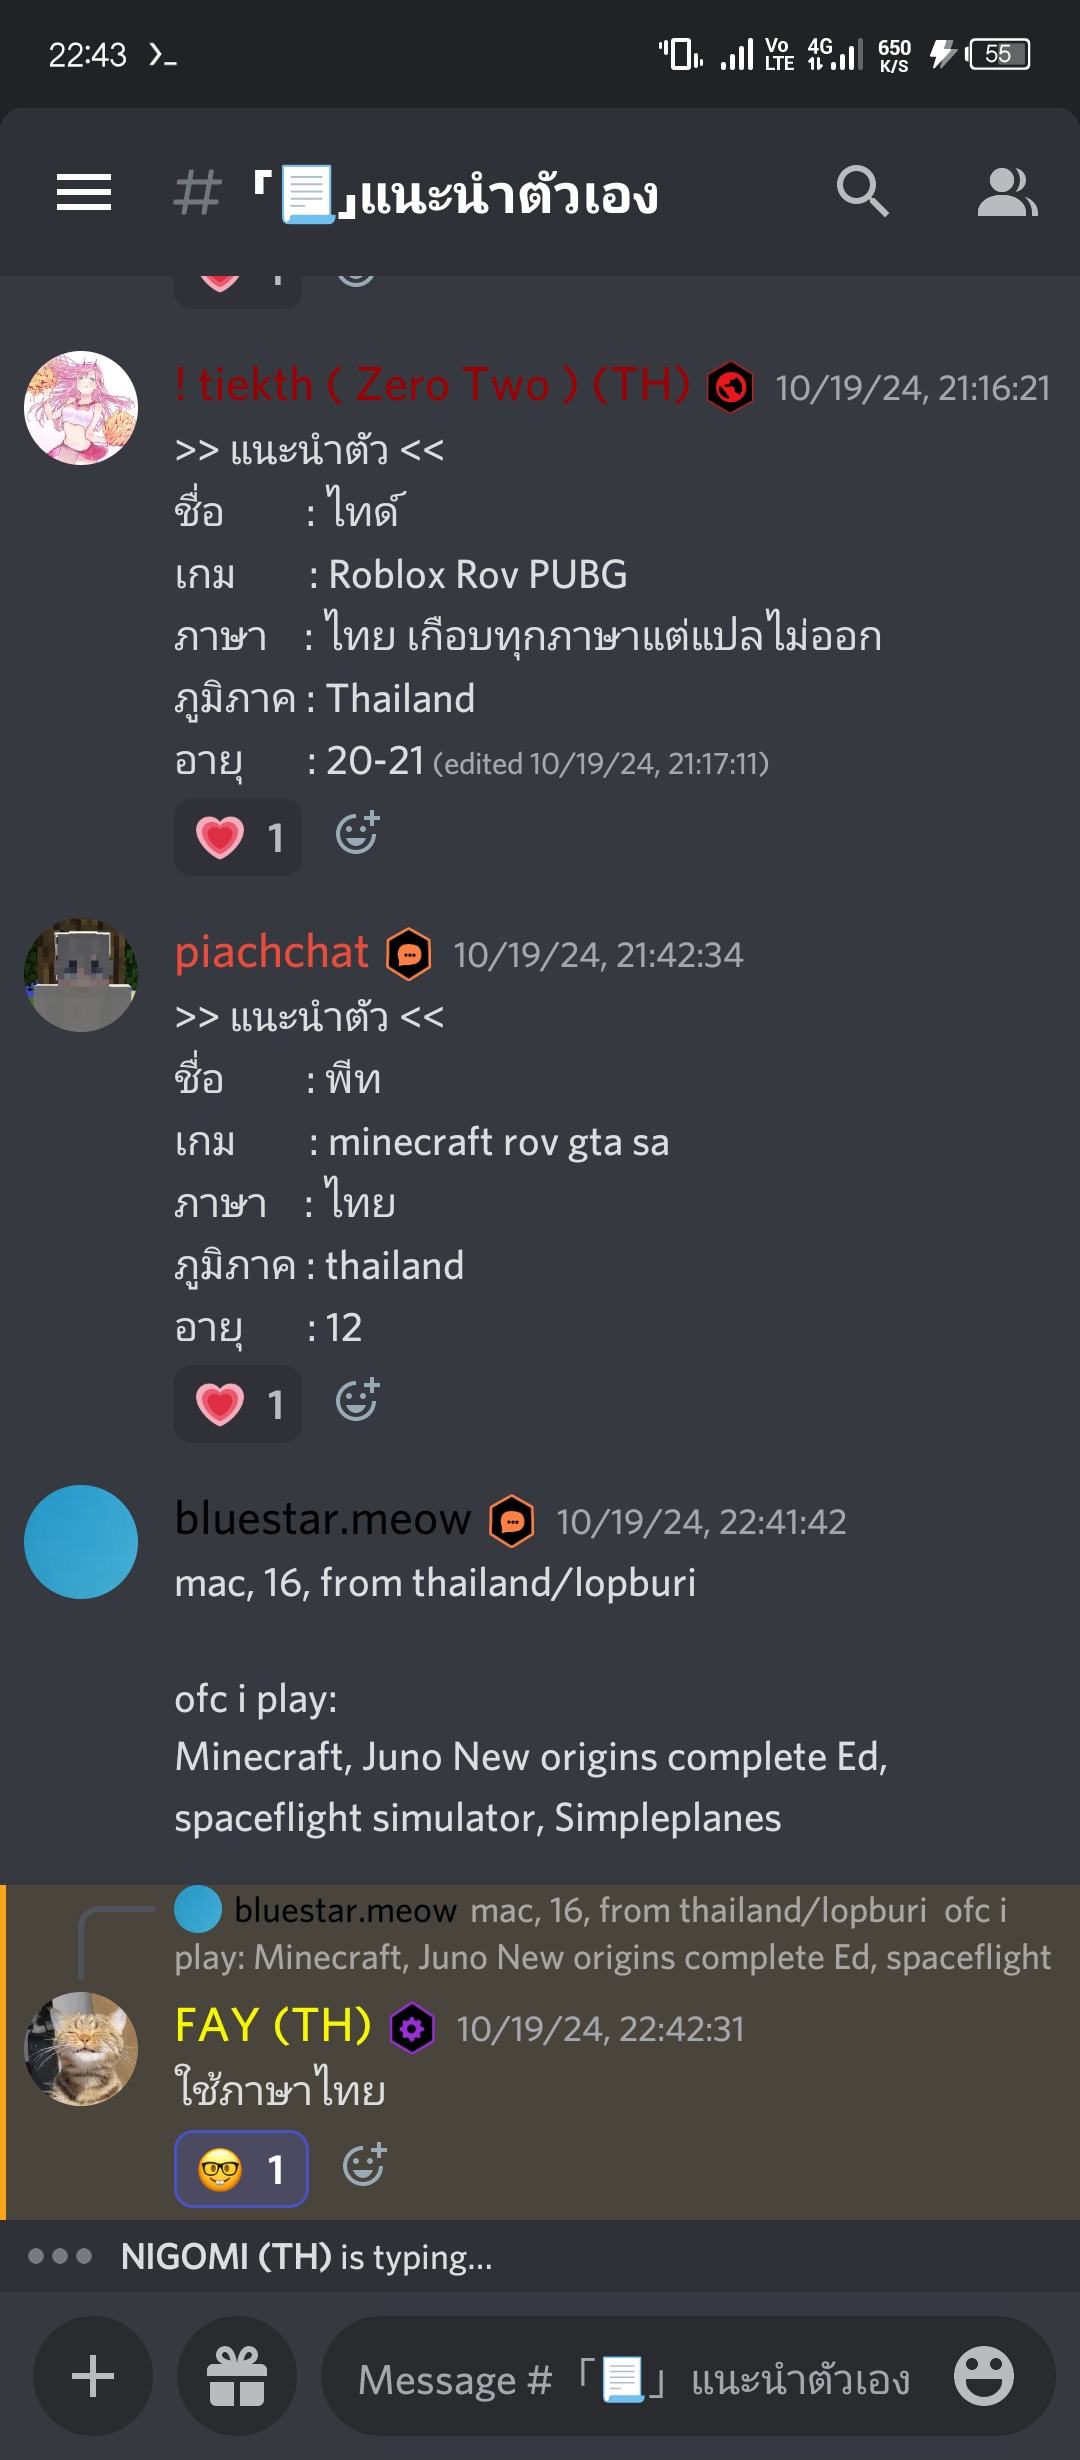 22:43
Vo LTE 4G 650 K/S 55
# 「📃」แนะนำตัวเอง
1
! tiekth ( Zero Two ) (TH) 10/19/24, 21:16:21
>> แนะนำตัว <<
ชื่อ : ไทด์
เกม : Roblox Rov PUBG
ภาษา : ไทย เกือบทุกภาษาแต่แปลไม่ออก
ภูมิภาค : Thailand
อายุ : 20-21 (edited 10/19/24, 21:17:11)
1
piachchat 10/19/24, 21:42:34
>> แนะนำตัว <<
ชื่อ : พีท
เกม : minecraft rov gta sa
ภาษา : ไทย
ภูมิภาค : thailand
อายุ : 12
1
bluestar.meow 10/19/24, 22:41:42
mac, 16, from thailand/lopburi
ofc i play:
Minecraft, Juno New origins complete Ed,
spaceflight simulator, Simpleplanes
bluestar.meow mac, 16, from thailand/lopburi ofc i
play: Minecraft, Juno New origins complete Ed, spaceflight
FAY (TH) 10/19/24, 22:42:31
ใช้ภาษาไทย
1
NIGOMI (TH) is typing...
Message # 「📃」 แนะนำตัวเอง